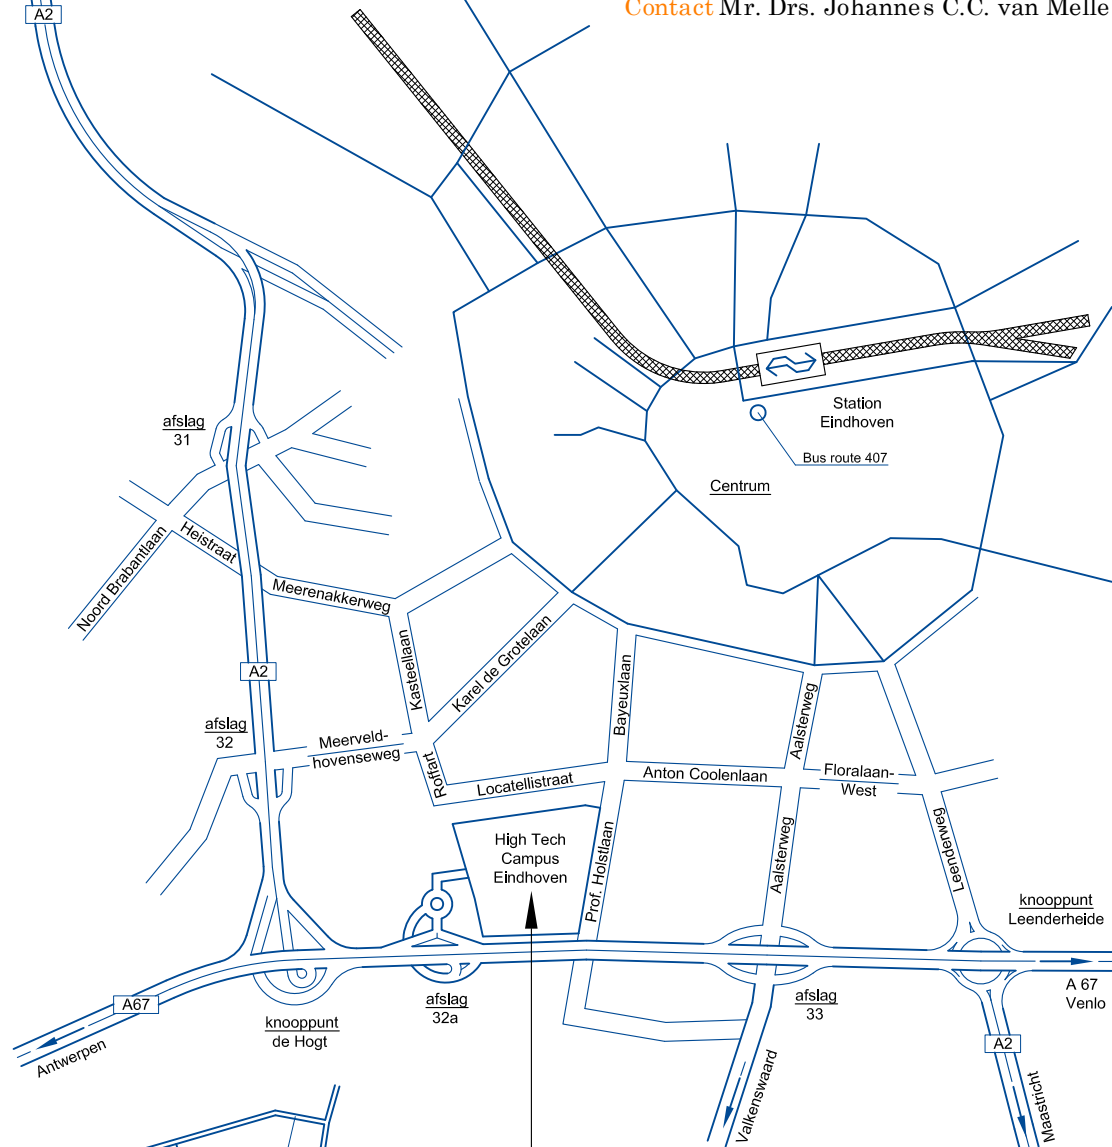 Contact Mr. Drs. Johannes C.C. van Melle
A2
afslag
31
Station
Eindhoven
Bus route 407
Centrum
Noord Brabantlaan
Heistraat
Meerenakkerweg
Kasteellaan
Karel de Grotelaan
A2
afslag
32
Meerveld-
hovenseweg
Rolfart
Locatellistraat
Bayeuxlaan
Anton Coolenlaan
Aalsterweg
Floralaan-
West
High Tech
Campus
Eindhoven
Prof. Holstlaan
Aalsterweg
Leenderweg
knooppunt
Leenderheide
A67
Antwerpen
knooppunt
de Hogt
afslag
32a
afslag
33
A 67
Venlo
A2
Valkenswaard
Maastricht